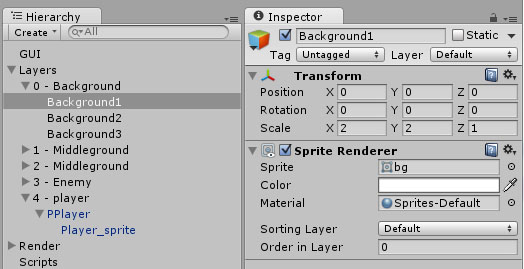 Hierarchy
Create
All
GUI
Layers
0 - Background
Background1
Background2
Background3
1 - Middleground
2 - Middleground
3 - Enemy
4 - player
PPlayer
Player_sprite
Render
Scripts
Inspector
Background1 Static
Tag Untagged Layer Default
Transform
Position X 0 Y 0 Z 0
Rotation X 0 Y 0 Z 0
Scale X 2 Y 2 Z 1
Sprite Renderer
Sprite bg
Color
Material Sprites-Default
Sorting Layer Default
Order in Layer 0